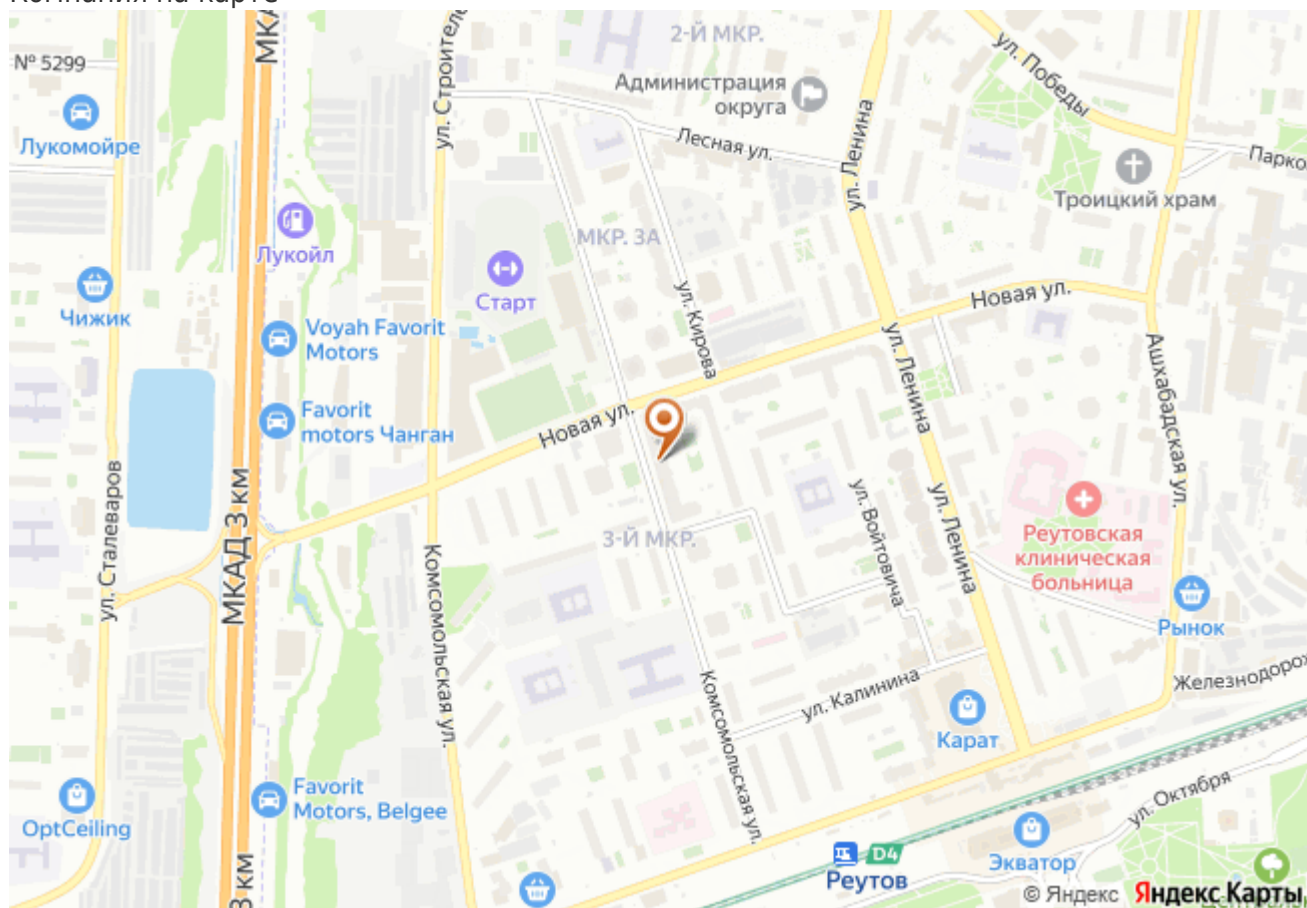 МКА
ул. Строител
2-Й МКР.
ул. Победы
№ 5299
Администрация
округа
Лукомойре
Лесная ул.
ул. Ленина
Парко
Троицкий храм
Лукойл
МКР. 3А
Старт
ул. Кирова
Новая ул.
Чижик
Voyah Favorit
Motors
ул. Ленина
Ашхабадская ул.
Favorit
motors Чанган
Новая ул.
ул. Сталеваров
МКАД 3 км
3-Й МКР.
ул. Войтовича
ул. Ленина
Реутовская
клиническая
больница
Комсомольская ул.
Рынок
Комсомольская ул.
ул. Калинина
Железнодорож
Карат
Favorit
Motors, Belgee
OptCeiling
ул. Октября
D4
Реутов
Экватор
3 км
© Яндекс Яндекс Карты